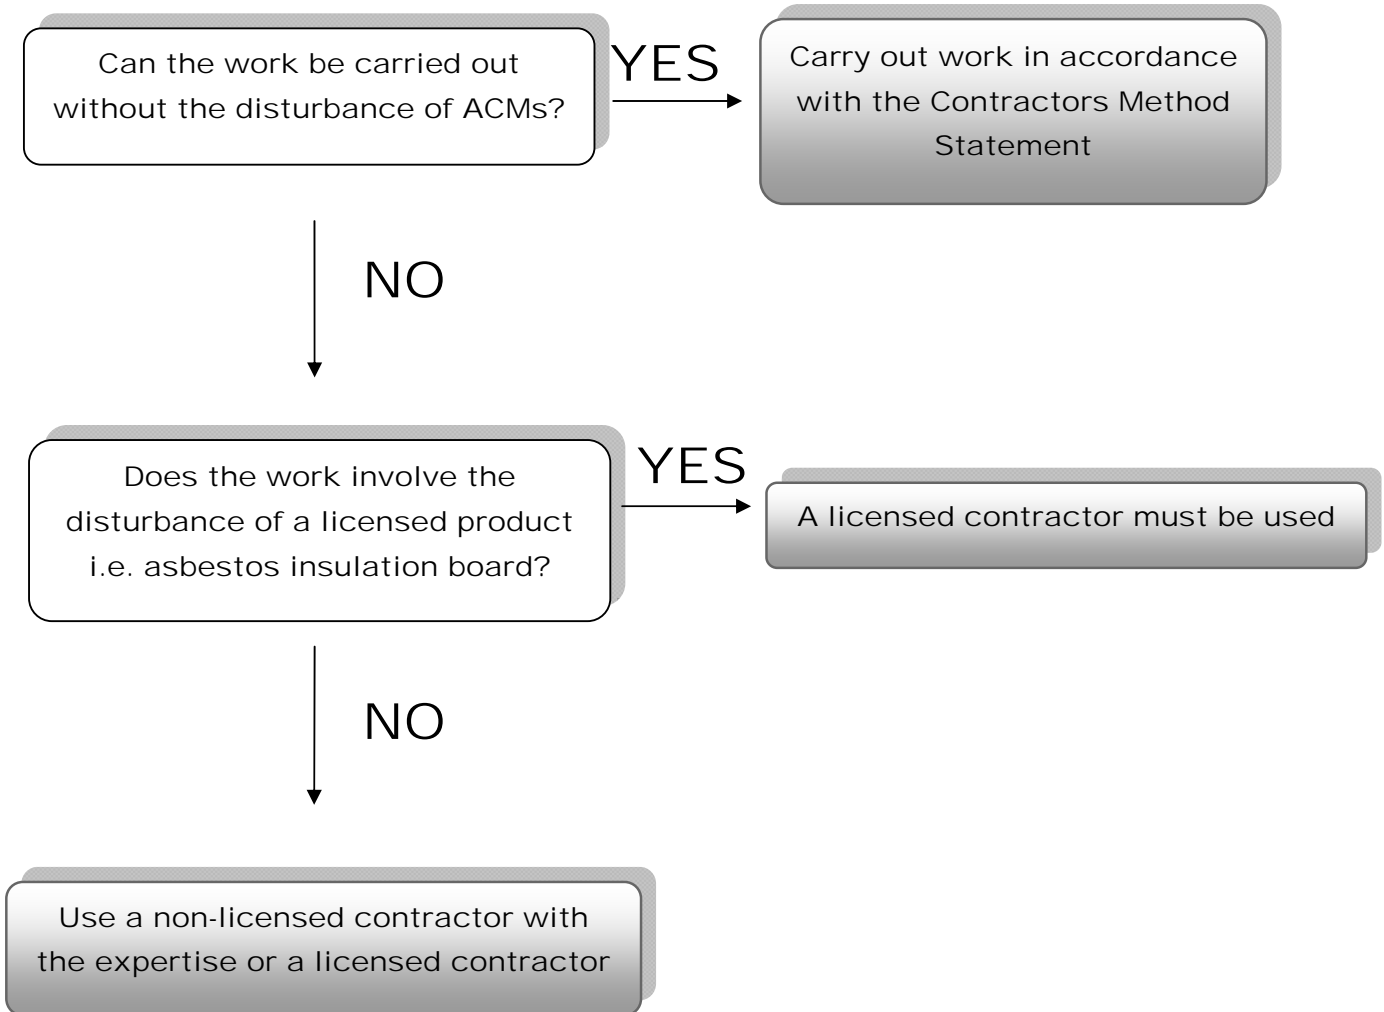 Can the work be carried out
without the disturbance of ACMs?
YES
Carry out work in accordance
with the Contractors Method
Statement
NO
Does the work involve the
disturbance of a licensed product
i.e. asbestos insulation board?
YES
A licensed contractor must be used
NO
Use a non-licensed contractor with
the expertise or a licensed contractor